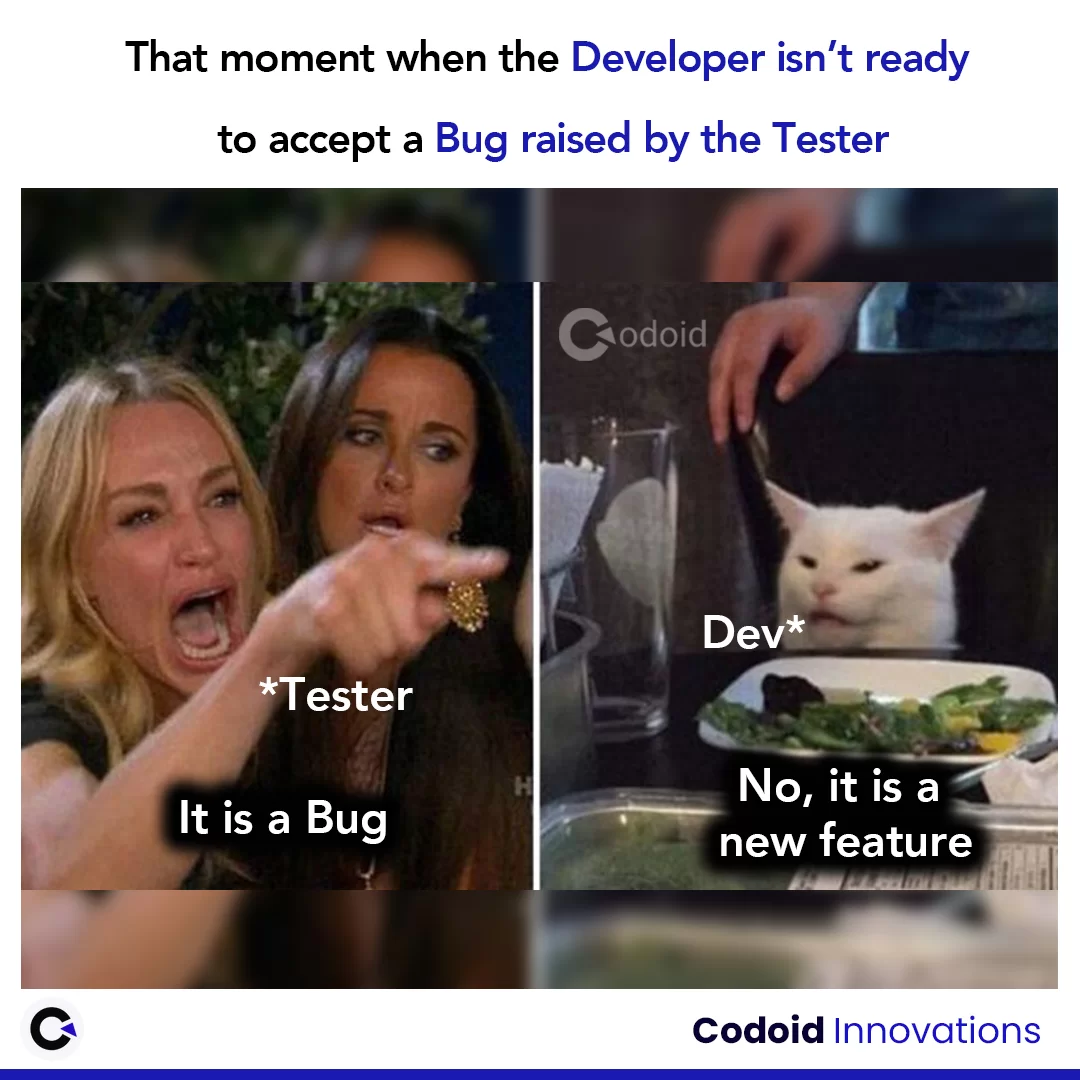 That moment when the Developer isn't ready
to accept a Bug raised by the Tester
Codoid
Dev*
*Tester
No, it is a
new feature
It is a Bug
Codoid Innovations